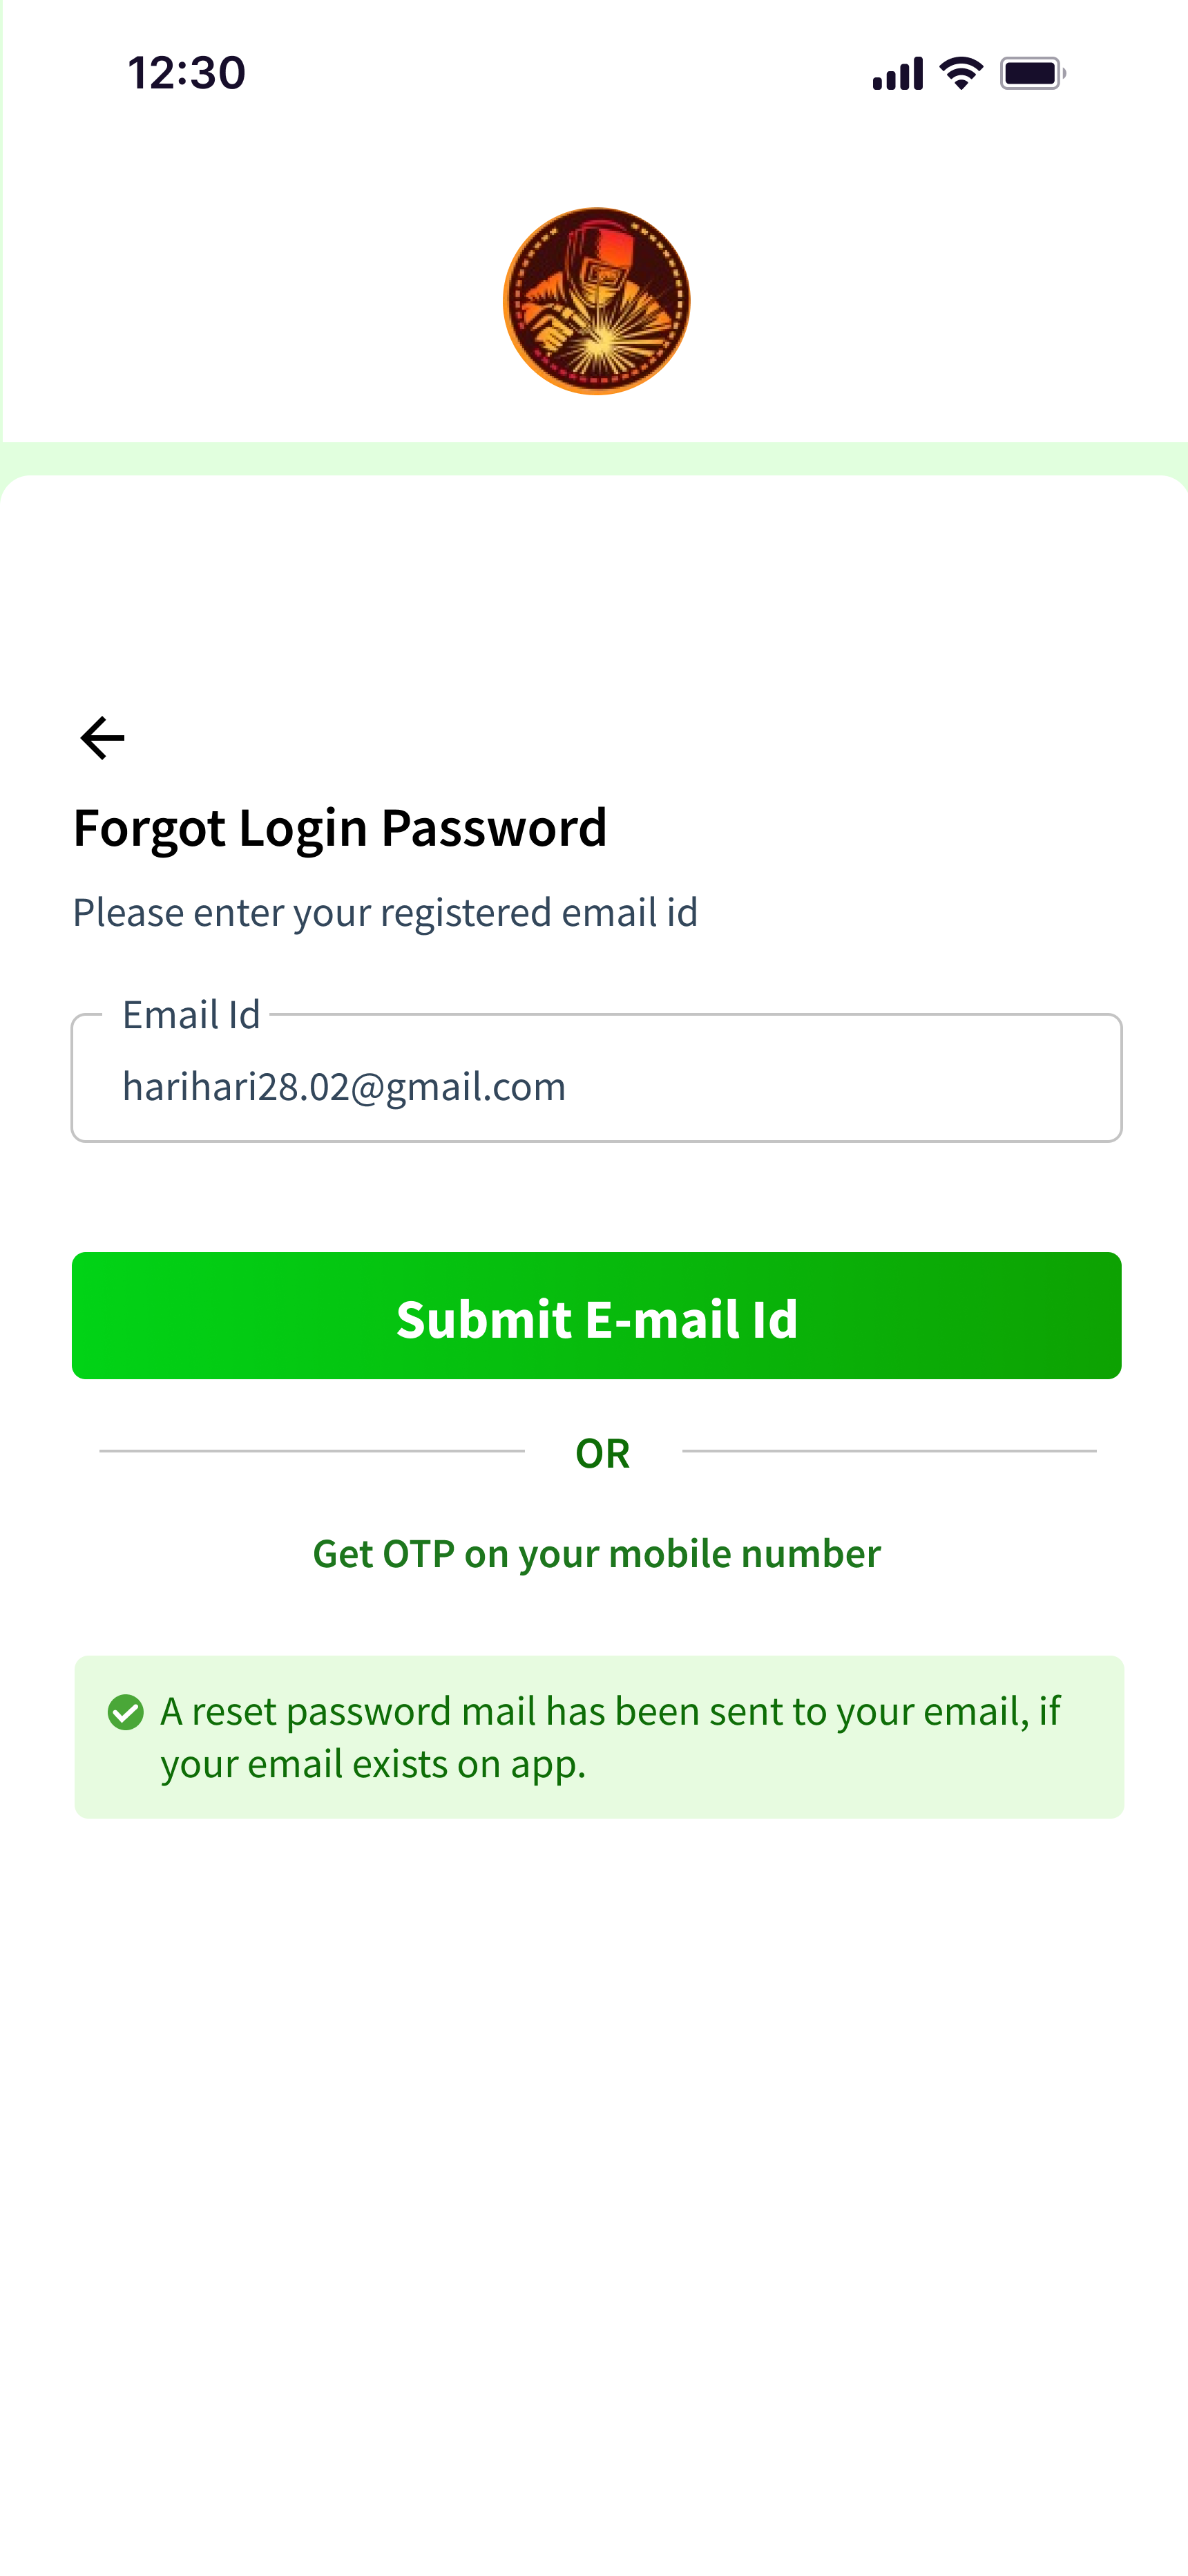 12:30
Forgot Login Password
Please enter your registered email id
Email Id
harihari28.02@gmail.com
Submit E-mail Id
OR
Get OTP on your mobile number
A reset password mail has been sent to your email, if
your email exists on app.